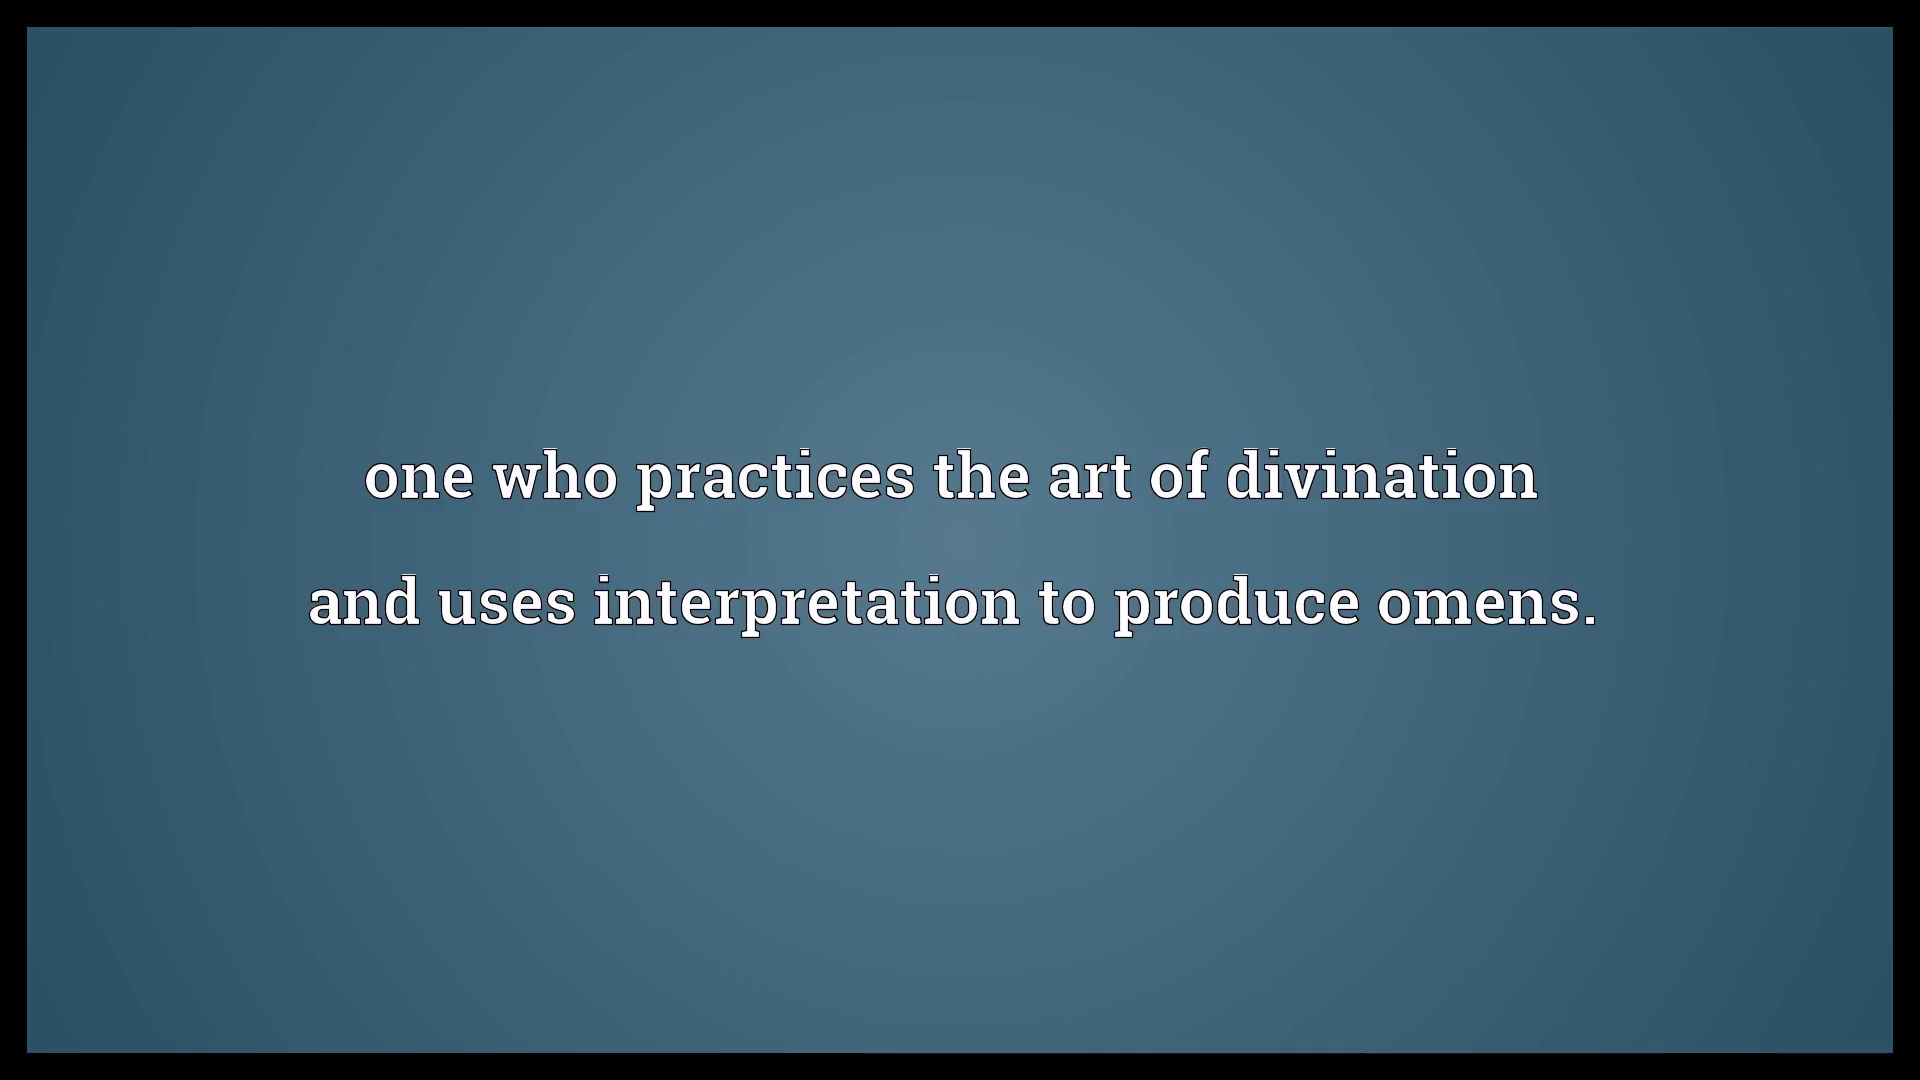 one who practices the art of divination
and uses interpretation to produce omens.